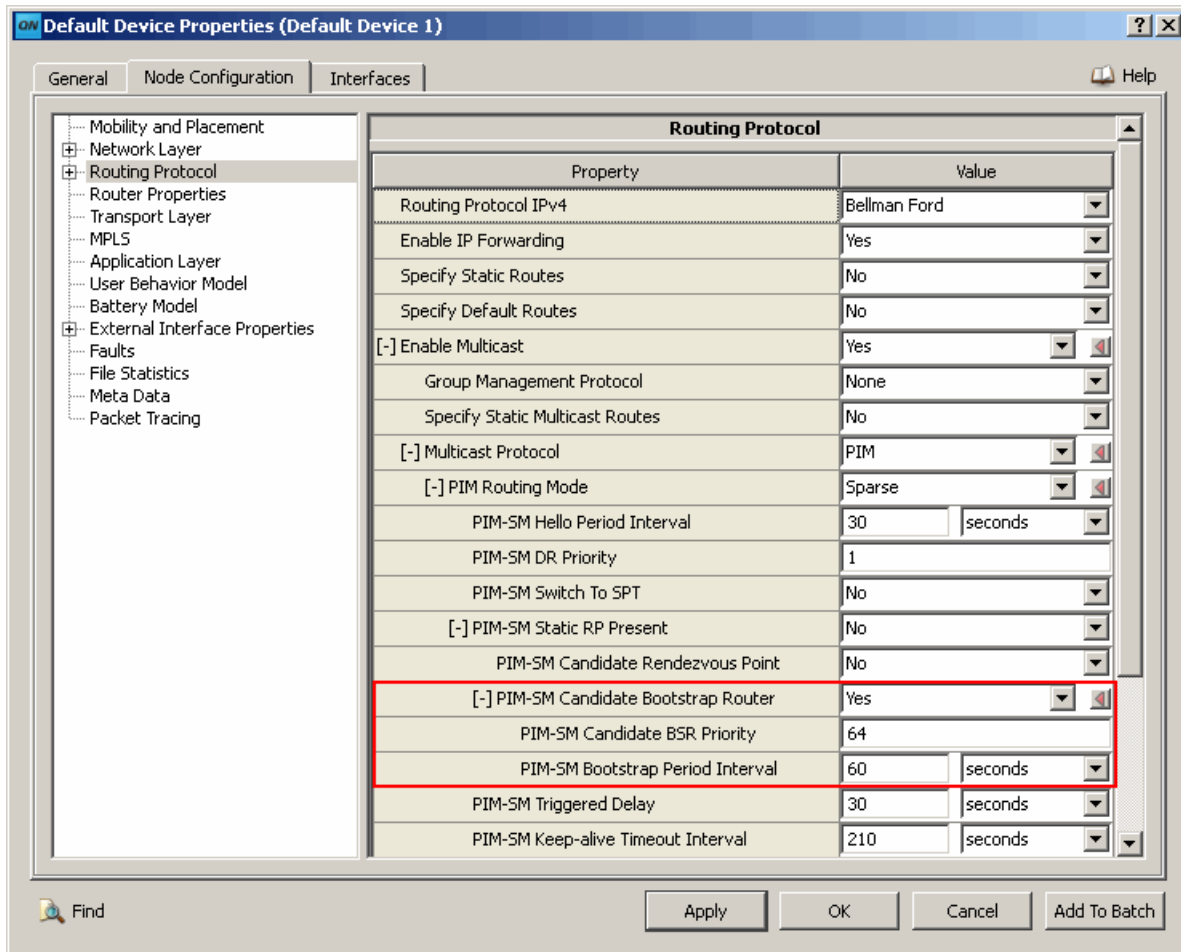 QN Default Device Properties (Default Device 1)
General Node Configuration Interfaces Help
Mobility and Placement
Network Layer
Routing Protocol
Router Properties
Transport Layer
MPLS
Application Layer
User Behavior Model
Battery Model
External Interface Properties
Faults
File Statistics
Meta Data
Packet Tracing
Routing Protocol
Property Value
Routing Protocol IPv4 Bellman Ford
Enable IP Forwarding Yes
Specify Static Routes No
Specify Default Routes No
[-] Enable Multicast Yes
Group Management Protocol None
Specify Static Multicast Routes No
[-] Multicast Protocol PIM
[-] PIM Routing Mode Sparse
PIM-SM Hello Period Interval 30 seconds
PIM-SM DR Priority 1
PIM-SM Switch To SPT No
[-] PIM-SM Static RP Present No
PIM-SM Candidate Rendezvous Point No
[-] PIM-SM Candidate Bootstrap Router Yes
PIM-SM Candidate BSR Priority 64
PIM-SM Bootstrap Period Interval 60 seconds
PIM-SM Triggered Delay 30 seconds
PIM-SM Keep-alive Timeout Interval 210 seconds
Find Apply OK Cancel Add To Batch